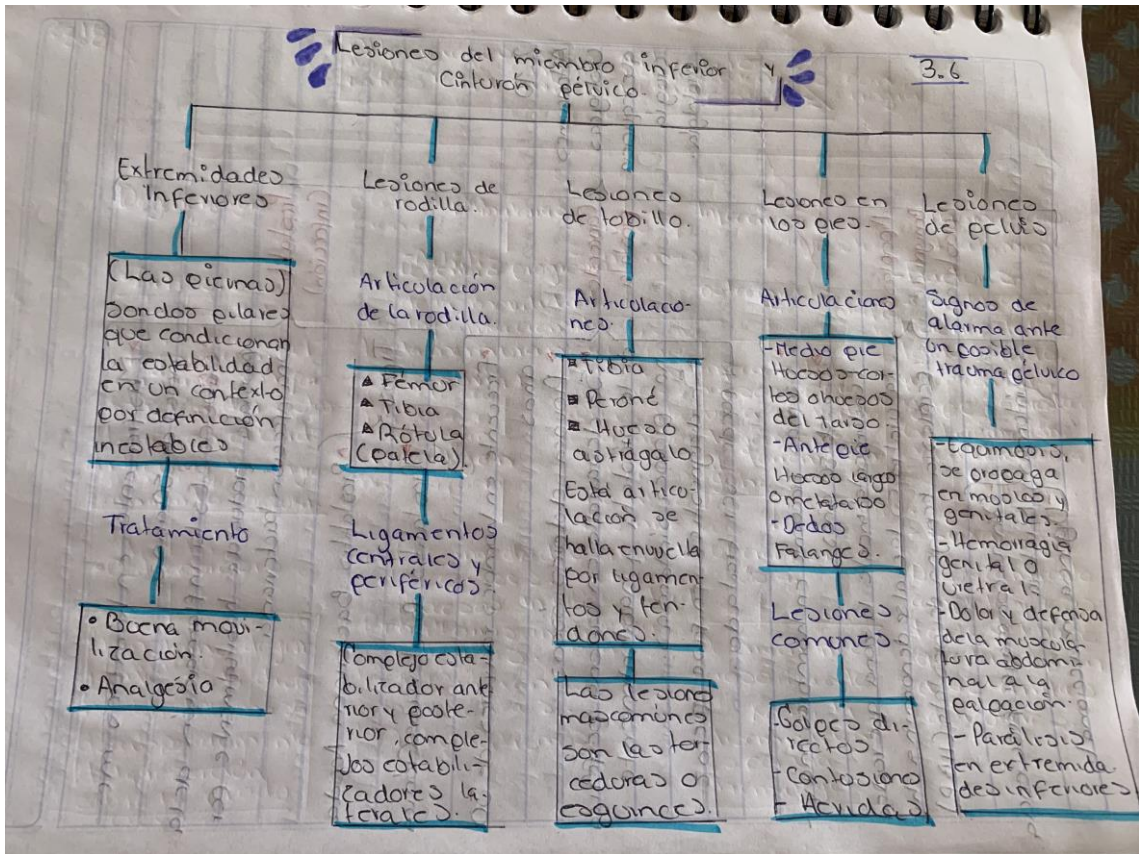 Lesiones del miembro inferior y
Cinturón pélvico.
3.6
Extremidades
Inferiores
(Las piernas)
son dos pilares
que condicionan
la estabilidad
en un contexto
por definición
inestables
Tratamiento
• Buena movi-
lización.
• Analgesia
Lesiones de
rodilla.
Articulación
de la rodilla.
▲ Fémur
▲ Tibia
▲ Rótula
(patela).
Ligamentos
centrales y
periféricos
Complejo esta-
bilizador ante
rior y poste-
rior, comple-
jos estabili-
zadores la-
terales.
Lesiones
de tobillo.
Articulacio-
nes.
■ Tibia
■ Peroné
■ Hueso
astrágalo
Esta artico-
lación se
halla envuelta
por ligamen-
tos y ten-
dones.
Las lesiones
mas comúnes
son las tor-
ceduras o
esguinces.
Lesiones en
los pies.
Articulaciones
-Medio pie
Huesos cor-
tos o huesos
del tarso.
-Ante pie
Huesos largo
o metatarso
-Dedos
Falanges.
Lesiones
comunes
-Golpes di-
rectos
- Contusiones
- Heridas
Lesiones
de pelvis
Signos de
alarma ante
un posible
trauma pélvico
-Equimosis,
se propaga
en muslos y
genitales.
-Hemorragia
genital o
uretral.
-Dolor y defensa
de la muscula
tura abdomi
nal a la
palpación.
- Parálisis
en extremida
des inferiores